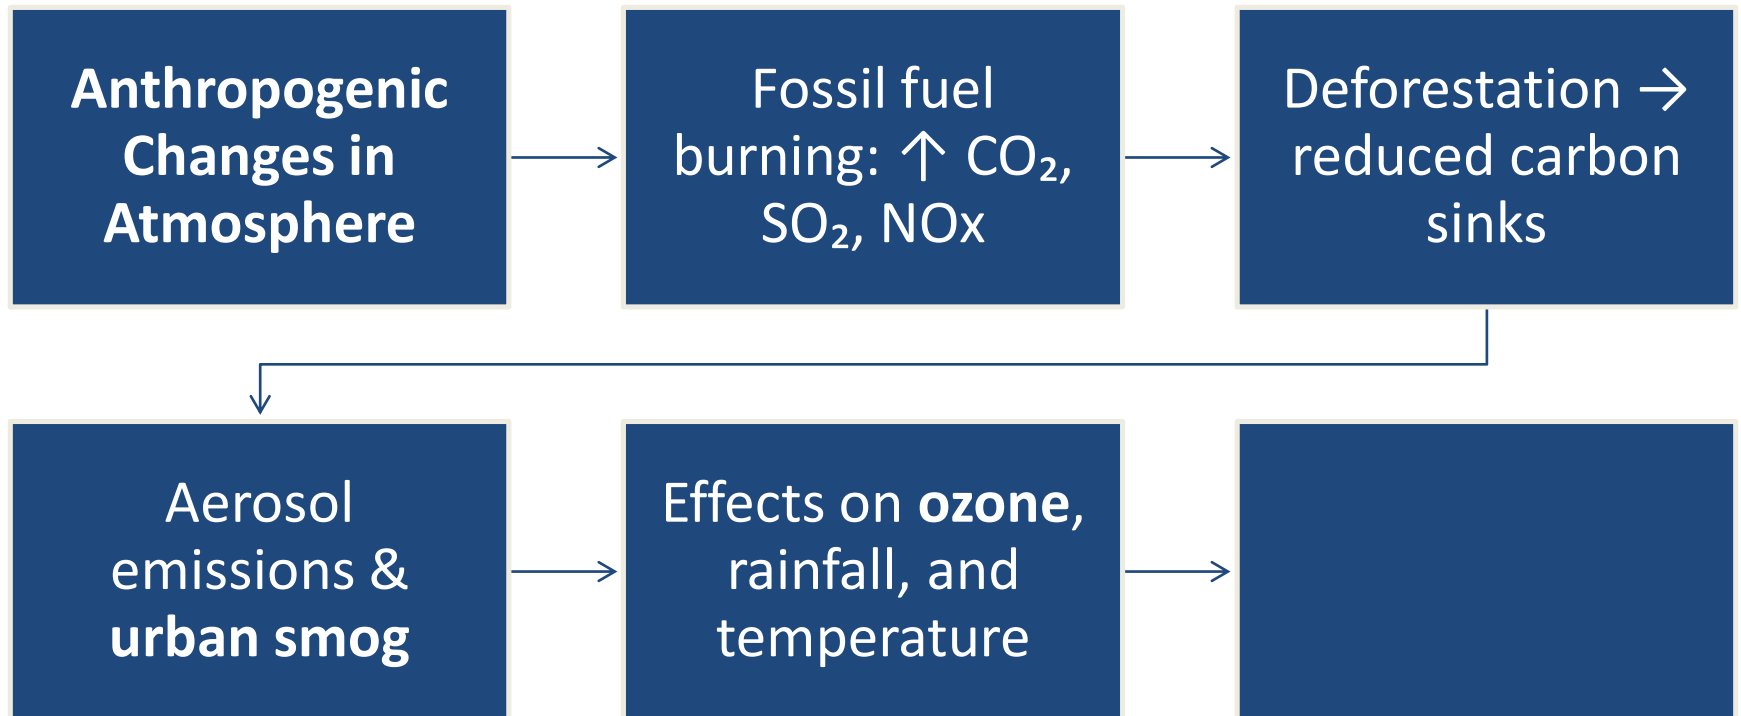 Anthropogenic
Changes in
Atmosphere
Fossil fuel
burning: ↑ CO₂,
SO₂, NOx
Deforestation →
reduced carbon
sinks
Aerosol
emissions &
urban smog
Effects on ozone,
rainfall, and
temperature